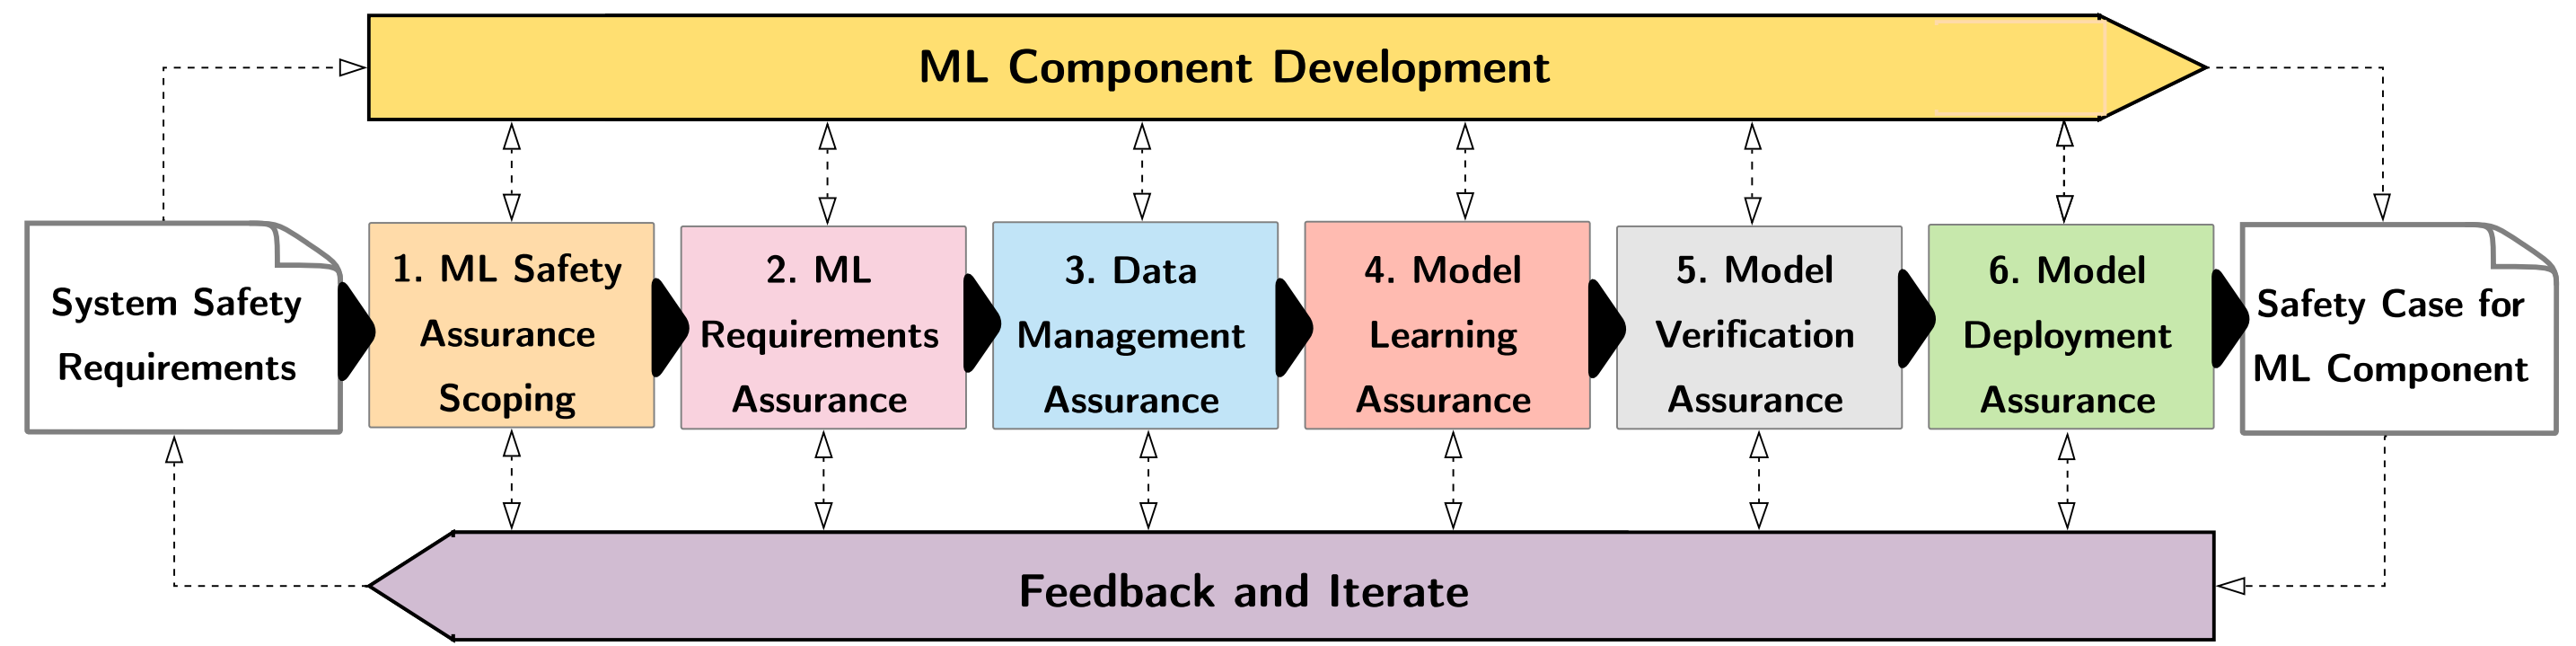 ML Component Development
System Safety
Requirements
1. ML Safety
Assurance
Scoping
2. ML
Requirements
Assurance
3. Data
Management
Assurance
4. Model
Learning
Assurance
5. Model
Verification
Assurance
6. Model
Deployment
Assurance
Safety Case for
ML Component
Feedback and Iterate